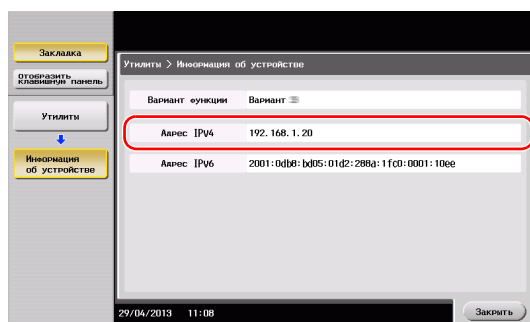 Закладка
Отобразить
клавишную панель
Утилиты
Информация
об устройстве
Утилиты > Информация об устройстве
Вариант функции Вариант
Адрес IPV4 192.168.1.20
Адрес IPV6 2001:0db8:bd05:01d2:288a:1fc0:0001:10ee
29/04/2013 11:08
Закрыть